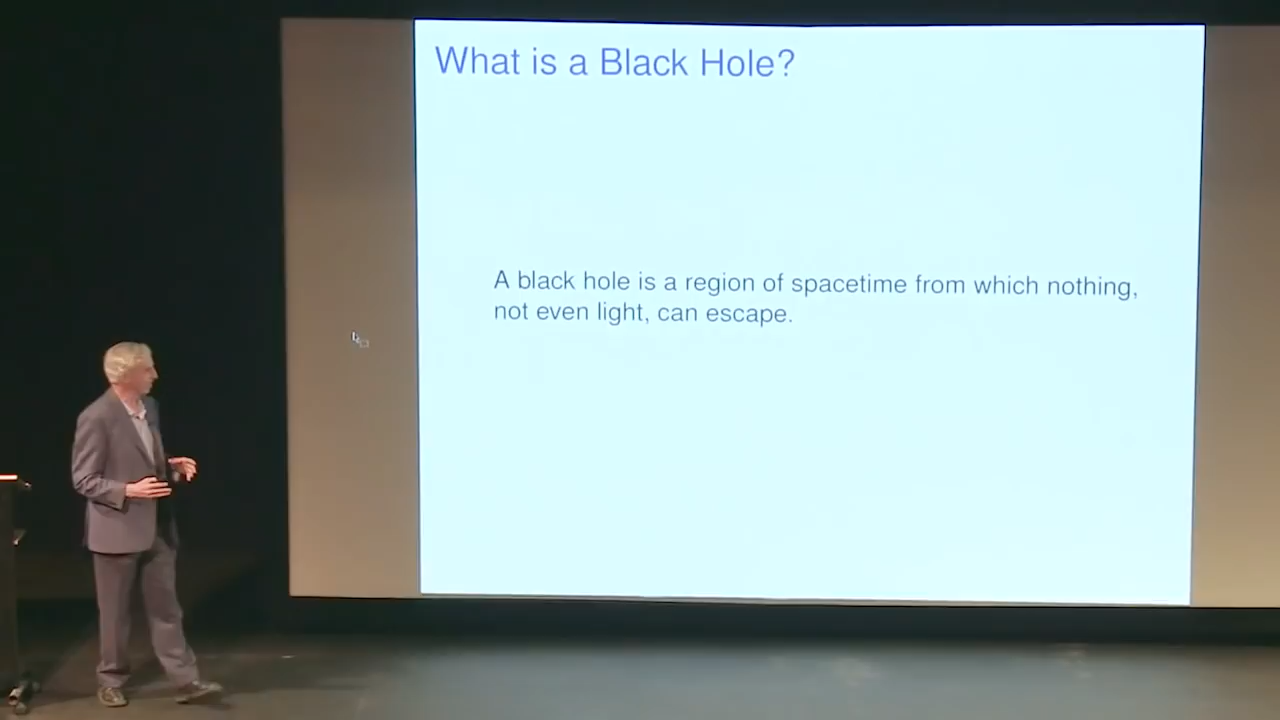 What is a Black Hole?
A black hole is a region of spacetime from which nothing,
not even light, can escape.